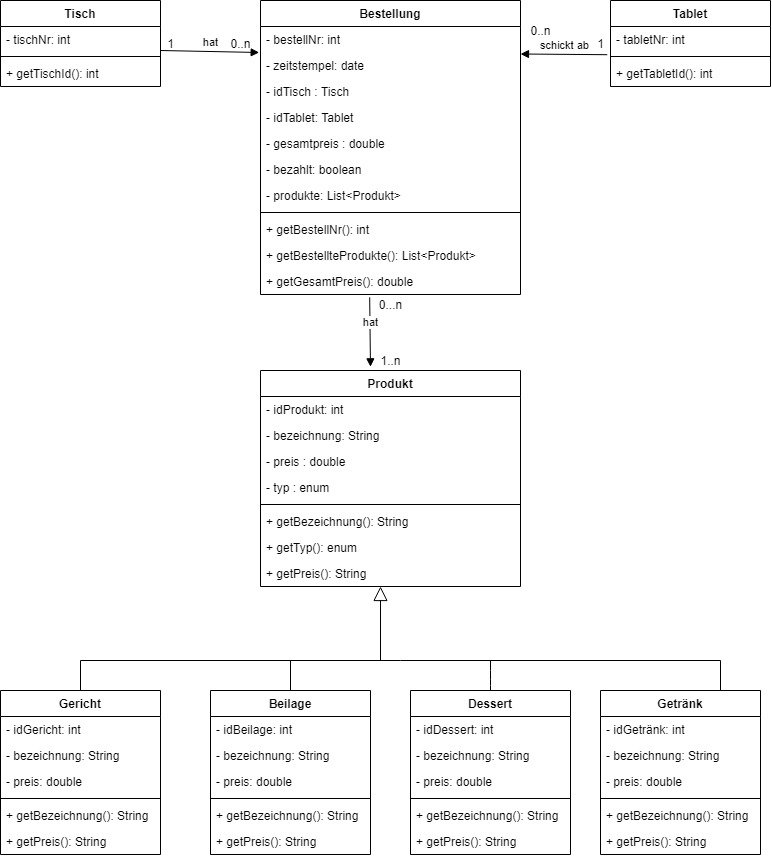 Tisch
- tischNr: int
+ getTischId(): int
1
hat
0..n
Bestellung
- bestellNr: int
- zeitstempel: date
- idTisch : Tisch
- idTablet: Tablet
- gesamtpreis : double
- bezahlt: boolean
- produkte: List<Produkt>
+ getBestellNr(): int
+ getBestellteProdukte(): List<Produkt>
+ getGesamtPreis(): double
0..n
schickt ab
1
Tablet
- tabletNr: int
+ getTabletId(): int
0...n
hat
1..n
Produkt
- idProdukt: int
- bezeichnung: String
- preis : double
- typ : enum
+ getBezeichnung(): String
+ getTyp(): enum
+ getPreis(): String
Gericht
- idGericht: int
- bezeichnung: String
- preis: double
+ getBezeichnung(): String
+ getPreis(): String
Beilage
- idBeilage: int
- bezeichnung: String
- preis: double
+ getBezeichnung(): String
+ getPreis(): String
Dessert
- idDessert: int
- bezeichnung: String
- preis: double
+ getBezeichnung(): String
+ getPreis(): String
Getränk
- idGetränk: int
- bezeichnung: String
- preis: double
+ getBezeichnung(): String
+ getPreis(): String